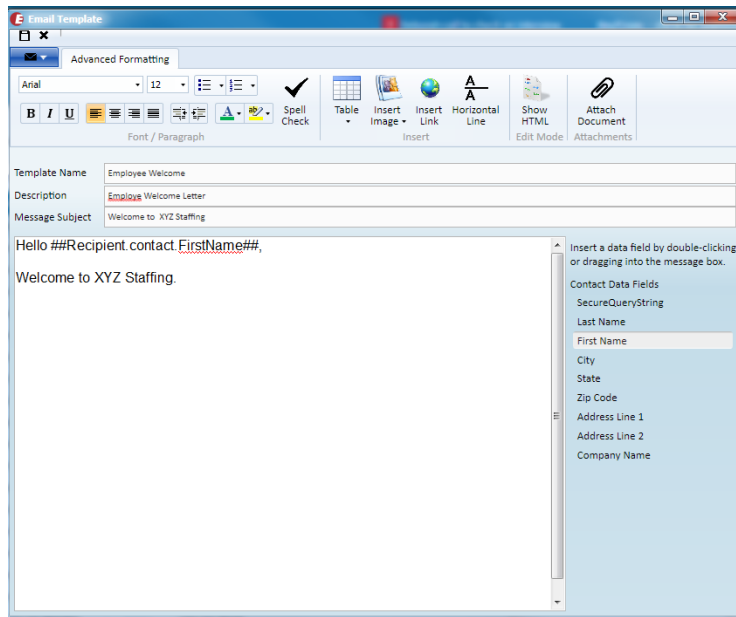 Email Template
Advanced Formatting
Arial 12
B I U A ab Spell Check
Table Insert Image Insert Link A A Horizontal Line
Show HTML
Attach Document
Font / Paragraph Insert Edit Mode Attachments
Template Name Employee Welcome
Description Employe Welcome Letter
Message Subject Welcome to XYZ Staffing
Hello ##Recipient.contact.FirstName##,
Welcome to XYZ Staffing.
Insert a data field by double-clicking
or dragging into the message box.
Contact Data Fields
SecureQueryString
Last Name
First Name
City
State
Zip Code
Address Line 1
Address Line 2
Company Name